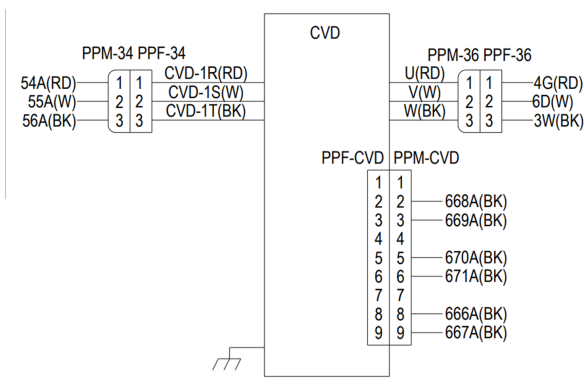 CVD
PPM-34 PPF-34
54A(RD) 1 1 CVD-1R(RD)
55A(W) 2 2 CVD-1S(W)
56A(BK) 3 3 CVD-1T(BK)
PPM-36 PPF-36
U(RD) 1 1 4G(RD)
V(W) 2 2 6D(W)
W(BK) 3 3 3W(BK)
PPF-CVD PPM-CVD
1 1
2 2 668A(BK)
3 3 669A(BK)
4 4
5 5 670A(BK)
6 6 671A(BK)
7 7
8 8 666A(BK)
9 9 667A(BK)